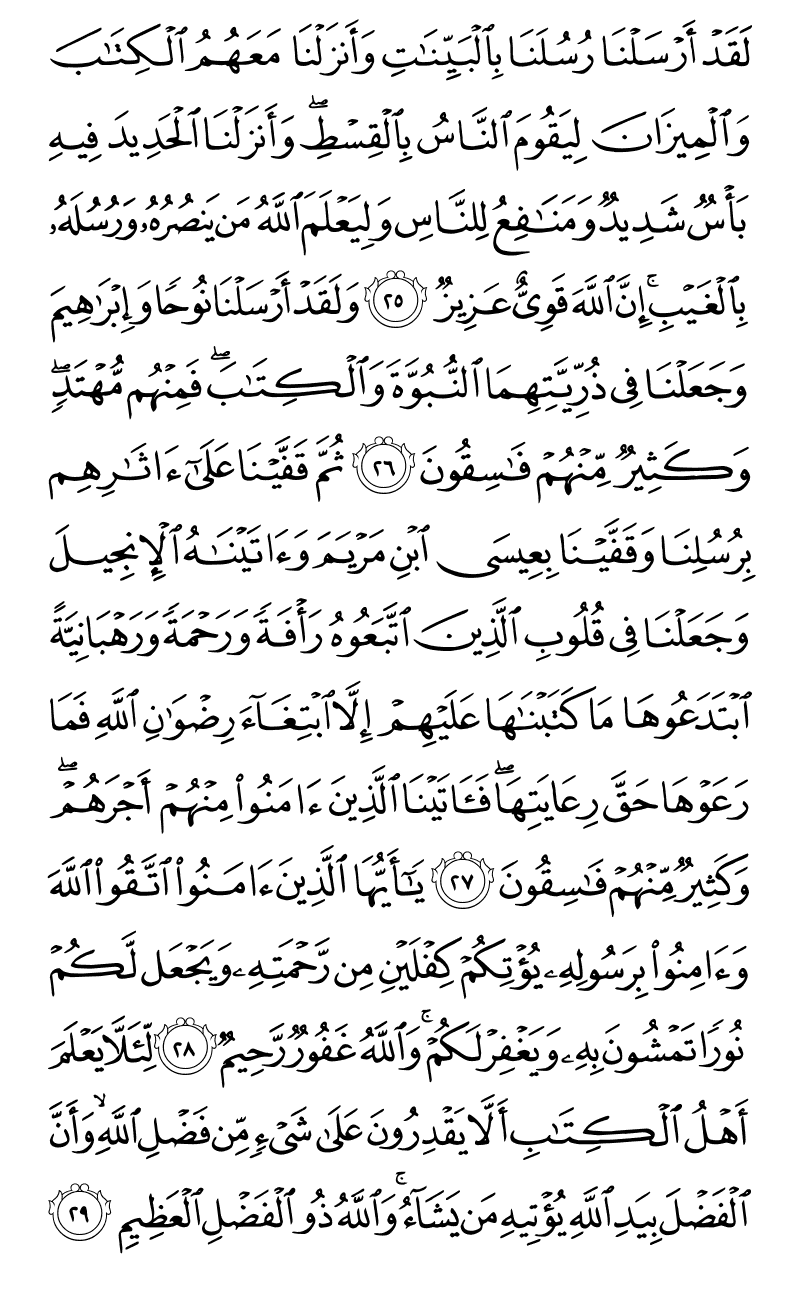 لَقَدۡ أَرۡسَلۡنَا رُسُلَنَا بِٱلۡبَيِّنَٰتِ وَأَنزَلۡنَا مَعَهُمُ ٱلۡكِتَٰبَ
وَٱلۡمِيزَانَ لِيَقُومَ ٱلنَّاسُ بِٱلۡقِسۡطِۖ وَأَنزَلۡنَا ٱلۡحَدِيدَ فِيهِ
بَأۡسٞ شَدِيدٞ وَمَنَٰفِعُ لِلنَّاسِ وَلِيَعۡلَمَ ٱللَّهُ مَن يَنصُرُهُۥ وَرُسُلَهُۥ
بِٱلۡغَيۡبِۚ إِنَّ ٱللَّهَ قَوِيٌّ عَزِيزٞ ٢٥ وَلَقَدۡ أَرۡسَلۡنَا نُوحٗا وَإِبۡرَٰهِيمَ
وَجَعَلۡنَا فِي ذُرِّيَّتِهِمَا ٱلنُّبُوَّةَ وَٱلۡكِتَٰبَۖ فَمِنۡهُم مُّهۡتَدٖۖ
وَكَثِيرٞ مِّنۡهُمۡ فَٰسِقُونَ ٢٦ ثُمَّ قَفَّيۡنَا عَلَىٰٓ ءَاثَٰرِهِم
بِرُسُلِنَا وَقَفَّيۡنَا بِعِيسَى ٱبۡنِ مَرۡيَمَ وَءَاتَيۡنَٰهُ ٱلۡإِنجِيلَ
وَجَعَلۡنَا فِي قُلُوبِ ٱلَّذِينَ ٱتَّبَعُوهُ رَأۡفَةٗ وَرَحۡمَةٗ وَرَهۡبَانِيَّةً
ٱبۡتَدَعُوهَا مَا كَتَبۡنَٰهَا عَلَيۡهِمۡ إِلَّا ٱبۡتِغَآءَ رِضۡوَٰنِ ٱللَّهِ فَمَا
رَعَوۡهَا حَقَّ رِعَايَتِهَاۖ فَـَٔاتَيۡنَا ٱلَّذِينَ ءَامَنُواْ مِنۡهُمۡ أَجۡرَهُمۡۖ
وَكَثِيرٞ مِّنۡهُمۡ فَٰسِقُونَ ٢٧ يَٰٓأَيُّهَا ٱلَّذِينَ ءَامَنُواْ ٱتَّقُواْ ٱللَّهَ
وَءَامِنُواْ بِرَسُولِهِۦ يُؤۡتِكُمۡ كِفۡلَيۡنِ مِن رَّحۡمَتِهِۦ وَيَجۡعَل لَّكُمۡ
نُورٗا تَمۡشُونَ بِهِۦ وَيَغۡفِرۡ لَكُمۡۚ وَٱللَّهُ غَفُورٞ رَّحِيمٞ ٢٨ لِّئَلَّا يَعۡلَمَ
أَهۡلُ ٱلۡكِتَٰبِ أَلَّا يَقۡدِرُونَ عَلَىٰ شَيۡءٖ مِّن فَضۡلِ ٱللَّهِۙ وَأَنَّ
ٱلۡفَضۡلَ بِيَدِ ٱللَّهِ يُؤۡتِيهِ مَن يَشَآءُۚ وَٱللَّهُ ذُو ٱلۡفَضۡلِ ٱلۡعَظِيمِ ٢٩